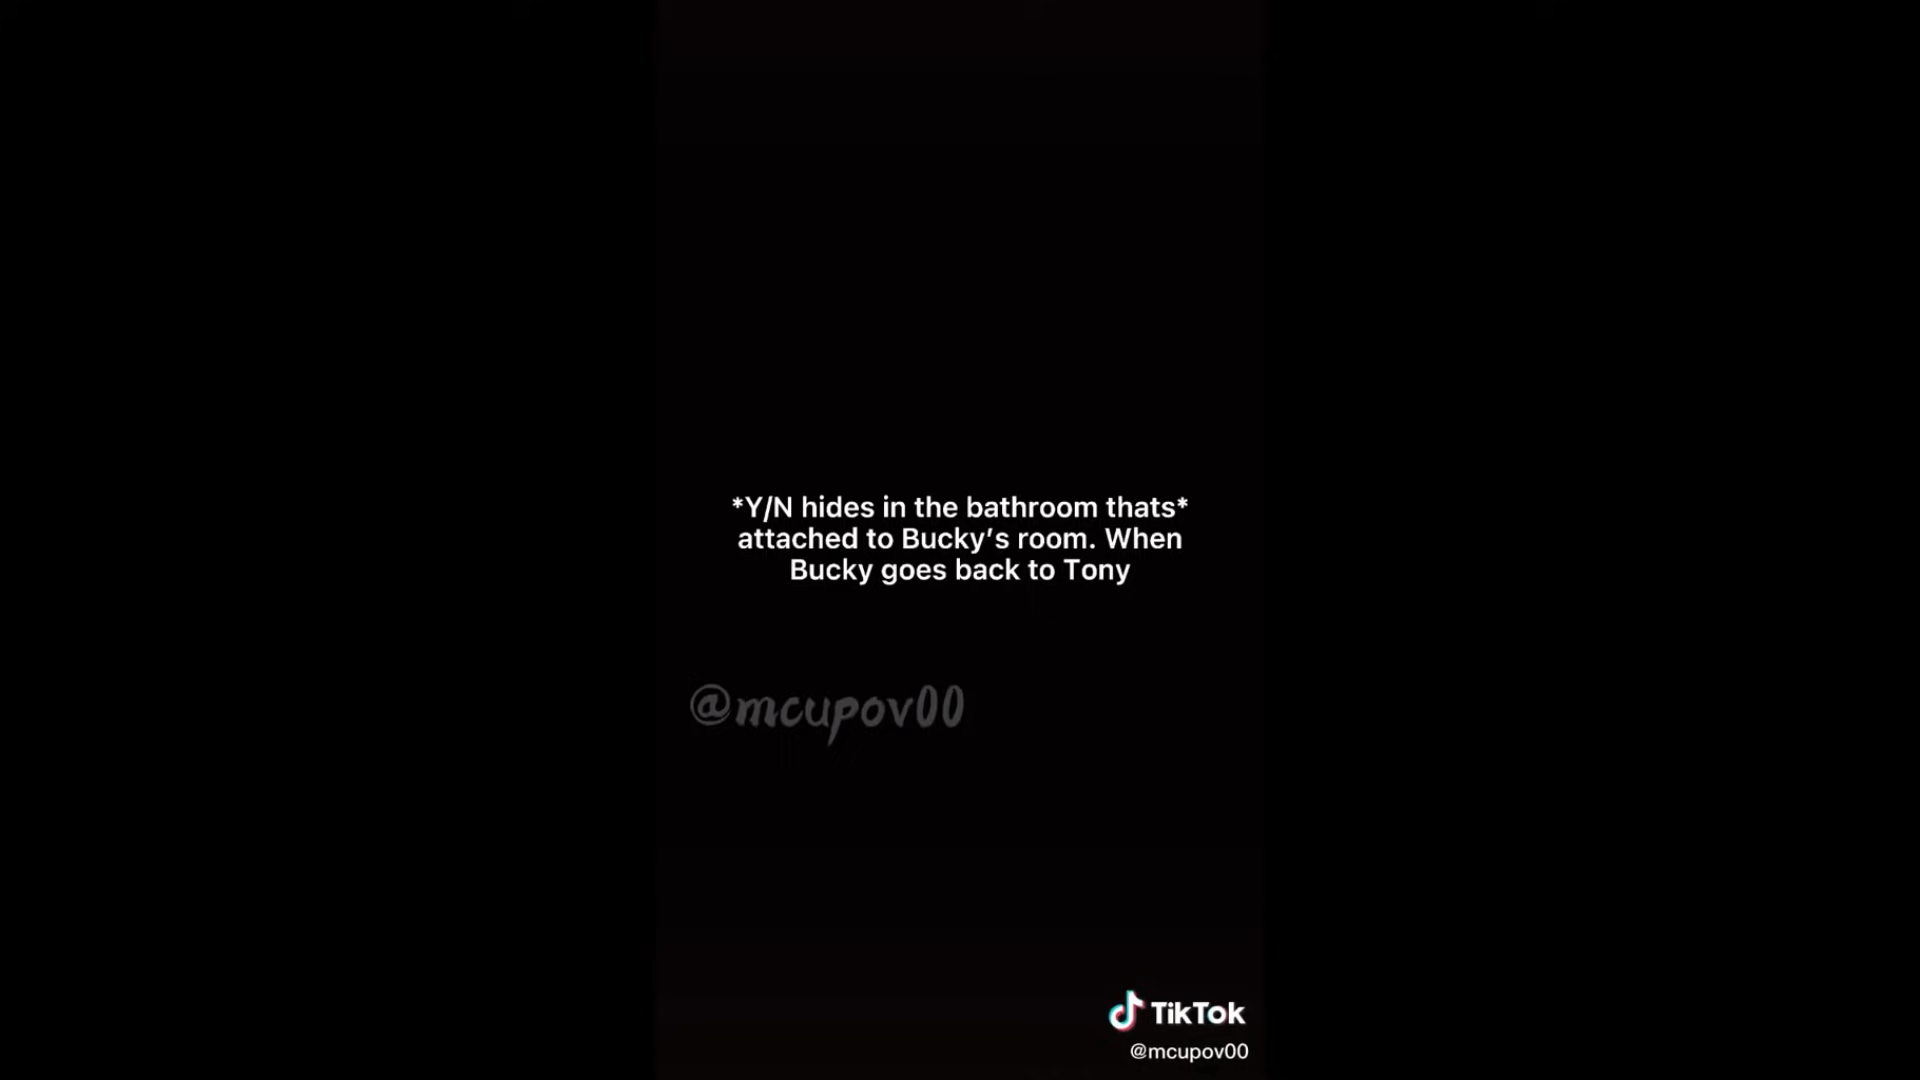 *Y/N hides in the bathroom thats*
attached to Bucky’s room. When
Bucky goes back to Tony
@mcupov00
TikTok
@mcupov00